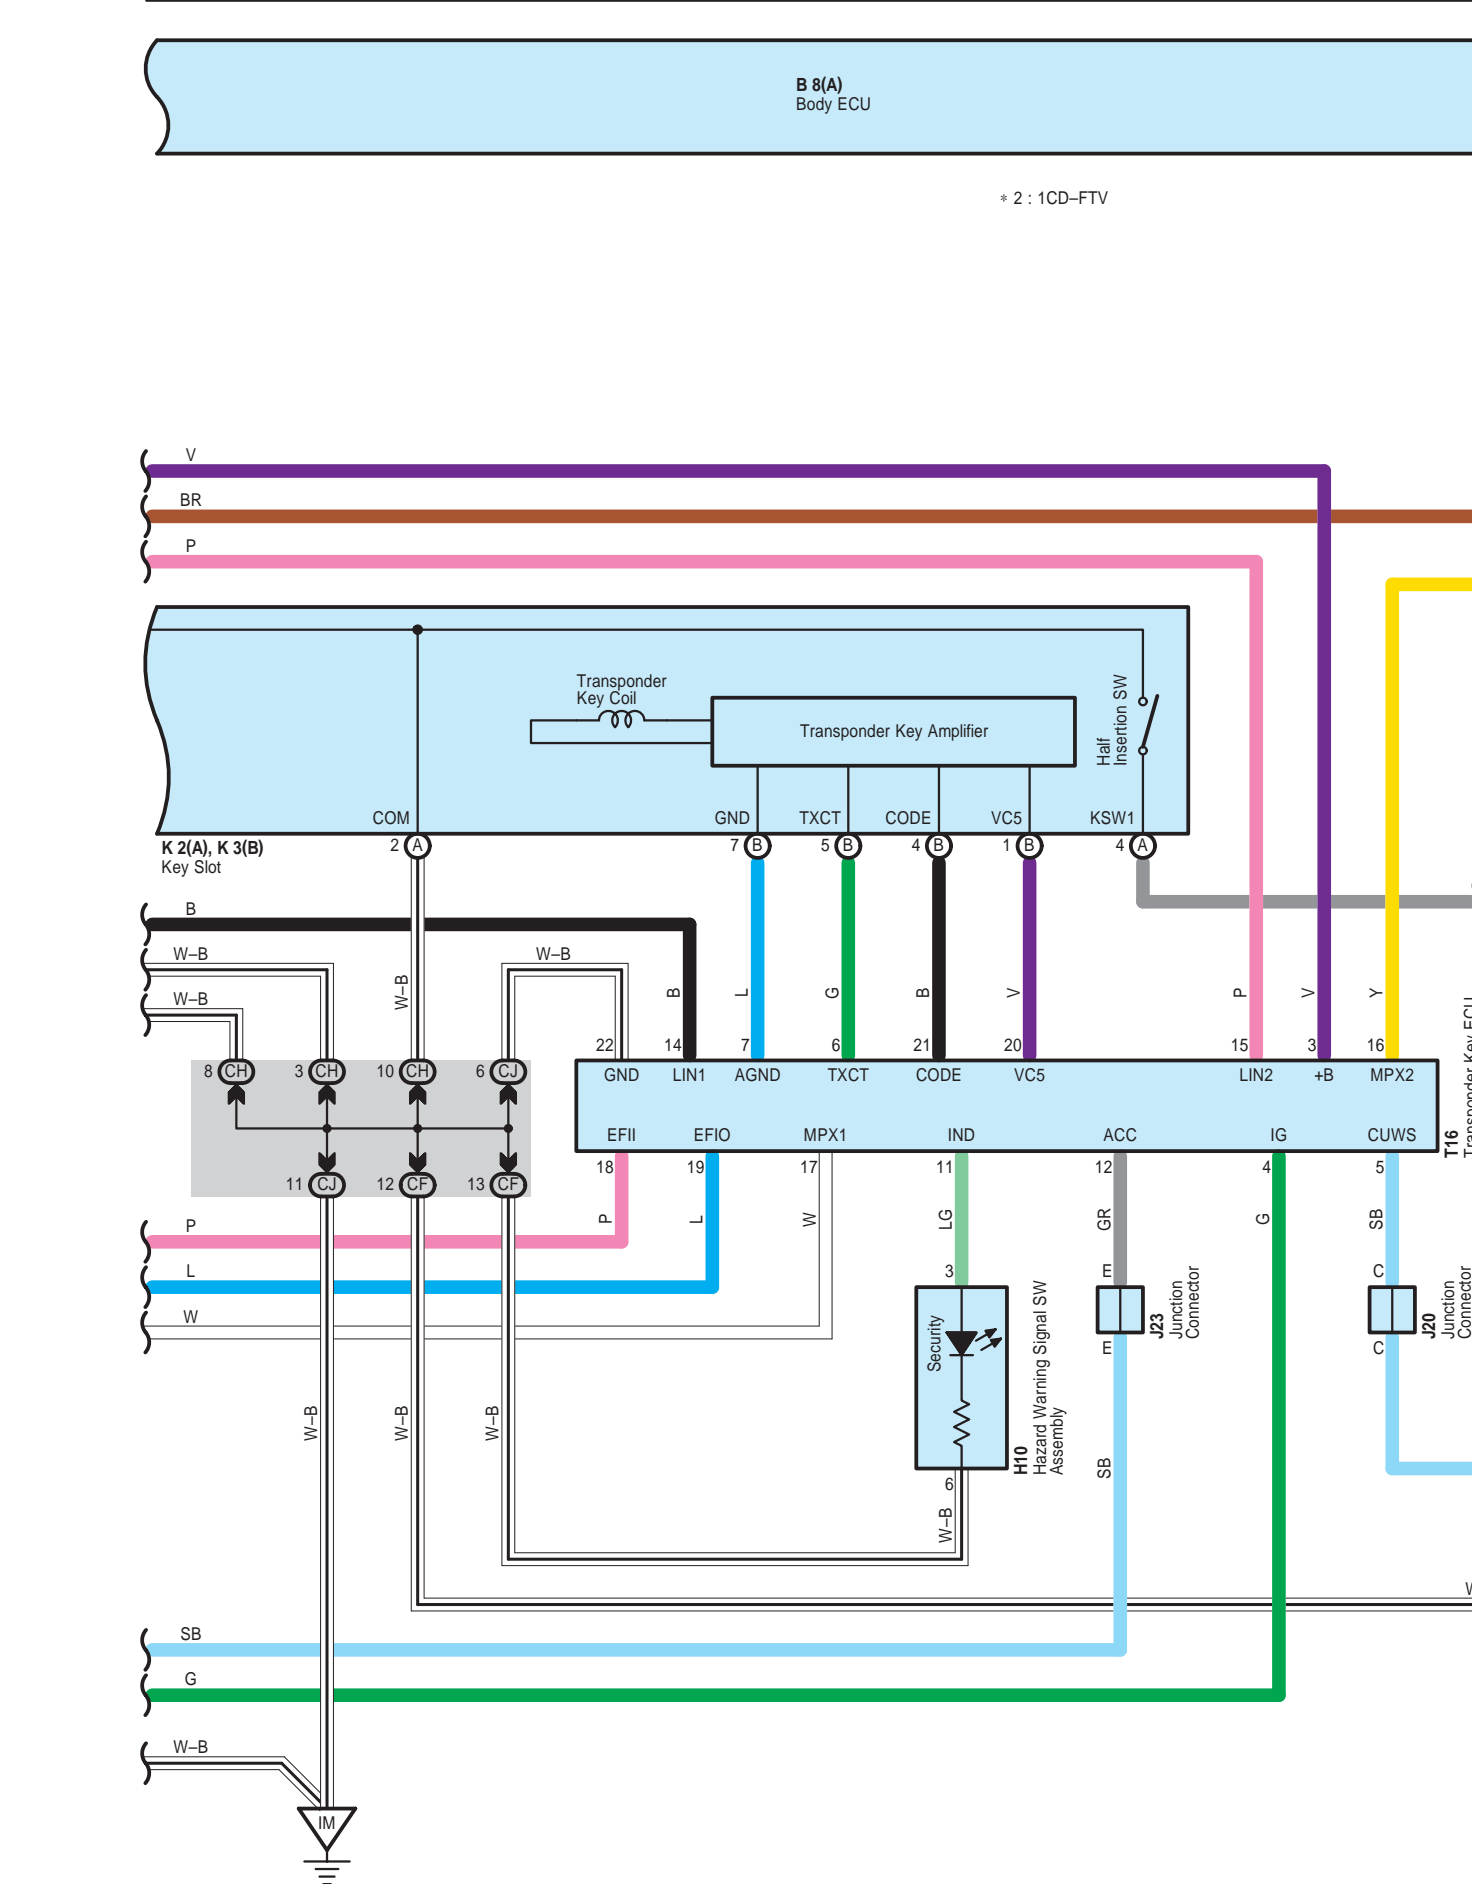 B 8(A)
Body ECU
* 2 : 1CD–FTV
V
BR
P
Transponder
Key Coil
Transponder Key Amplifier
Half
Insertion SW
COM
GND
TXCT
CODE
VC5
KSW1
K 2(A), K 3(B)
Key Slot
2 A
7 B
5 B
4 B
1 B
4 A
B
W–B
W–B
W–B
W–B
B
L
G
B
V
P
V
Y
22
14
7
6
21
20
15
3
16
8 CH
3 CH
10 CH
6 CJ
GND
LIN1
AGND
TXCT
CODE
VC5
LIN2
+B
MPX2
EFII
EFIO
MPX1
IND
ACC
IG
CUWS
T16
Transponder Key ECU
11 CJ
12 CF
13 CF
18
19
17
11
12
4
5
P
L
W
P
L
W
LG
GR
G
SB
3
E
C
Security
H10
Hazard Warning Signal SW
Assembly
J23
Junction
Connector
J20
Junction
Connector
E
C
W–B
W–B
W–B
SB
6
W–B
SB
G
W–B
IM